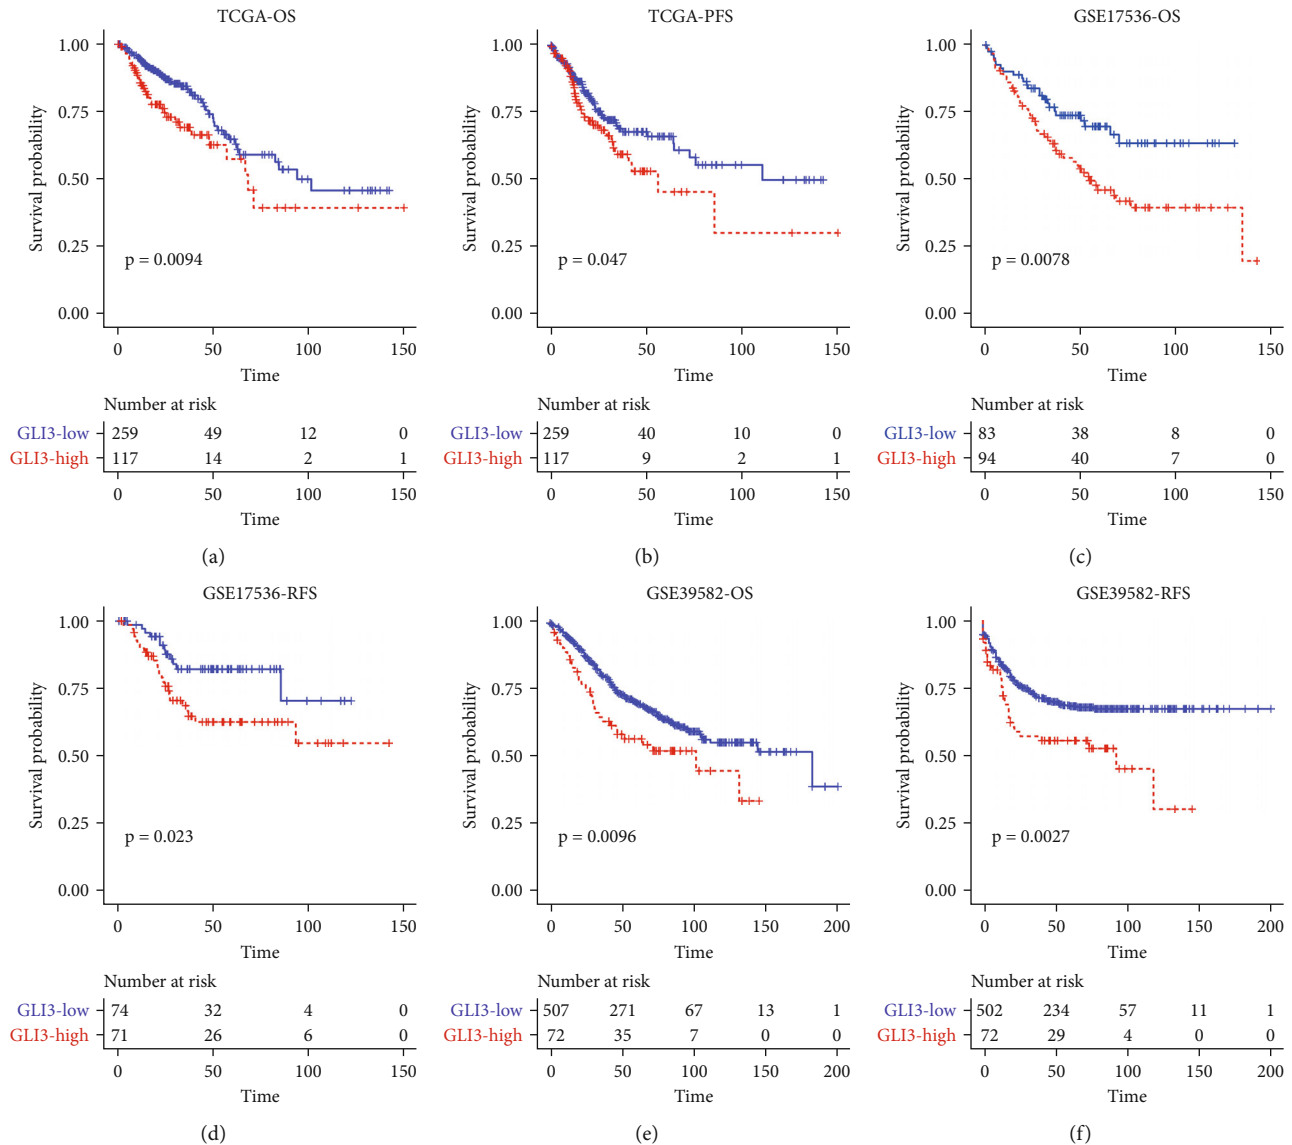 TCGA-OS
1.00
0.75
0.50
0.25
0.00
Survival probability
p = 0.0094
0 50 100 150
Time
Number at risk
GLI3-low 259 49 12 0
GLI3-high 117 14 2 1
0 50 100 150
Time
(a)
TCGA-PFS
1.00
0.75
0.50
0.25
0.00
Survival probability
p = 0.047
0 50 100 150
Time
Number at risk
GLI3-low 259 40 10 0
GLI3-high 117 9 2 1
0 50 100 150
Time
(b)
GSE17536-OS
1.00
0.75
0.50
0.25
0.00
Survival probability
p = 0.0078
0 50 100 150
Time
Number at risk
GLI3-low 83 38 8 0
GLI3-high 94 40 7 0
0 50 100 150
Time
(c)
GSE17536-RFS
1.00
0.75
0.50
0.25
0.00
Survival probability
p = 0.023
0 50 100 150
Time
Number at risk
GLI3-low 74 32 4 0
GLI3-high 71 26 6 0
0 50 100 150
Time
(d)
GSE39582-OS
1.00
0.75
0.50
0.25
0.00
Survival probability
p = 0.0096
0 50 100 150 200
Time
Number at risk
GLI3-low 507 271 67 13 1
GLI3-high 72 35 7 0 0
0 50 100 150 200
Time
(e)
GSE39582-RFS
1.00
0.75
0.50
0.25
0.00
Survival probability
p = 0.0027
0 50 100 150 200
Time
Number at risk
GLI3-low 502 234 57 11 1
GLI3-high 72 29 4 0 0
0 50 100 150 200
Time
(f)